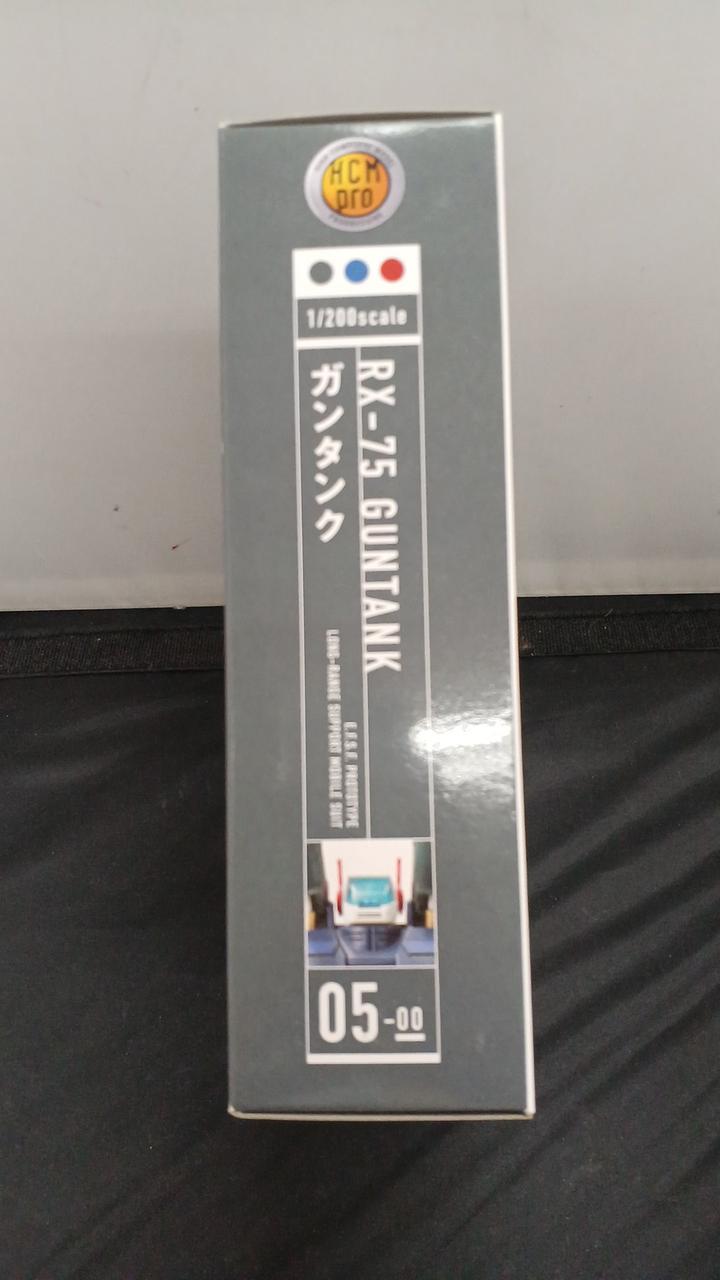 HCM
pro
1/200scale
RX-75 GUNTANK
ガンタンク
E.F.S.F. PROTOTYPE
LONG-RANGE SUPPORT MOBILE SUIT
05-00